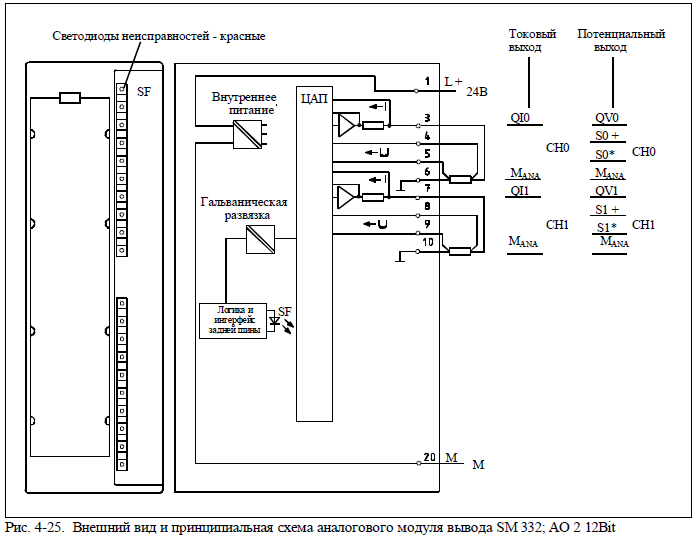 Светодиоды неисправностей - красные
SF
Внутреннее
питание
ЦАП
Гальваническая
развязка
Логика и
интерфейс
задней шины
SF
I
U
I
U
1 L +
24В
3
4
5
6
7
8
9
10
20 M
M
Токовый
выход
QI0
CH0
MANA
QI1
CH1
MANA
Потенциальный
выход
QV0
S0 +
S0*
CH0
MANA
QV1
S1 +
S1*
CH1
MANA
Рис. 4-25. Внешний вид и принципиальная схема аналогового модуля вывода SM 332; AO 2 12Bit